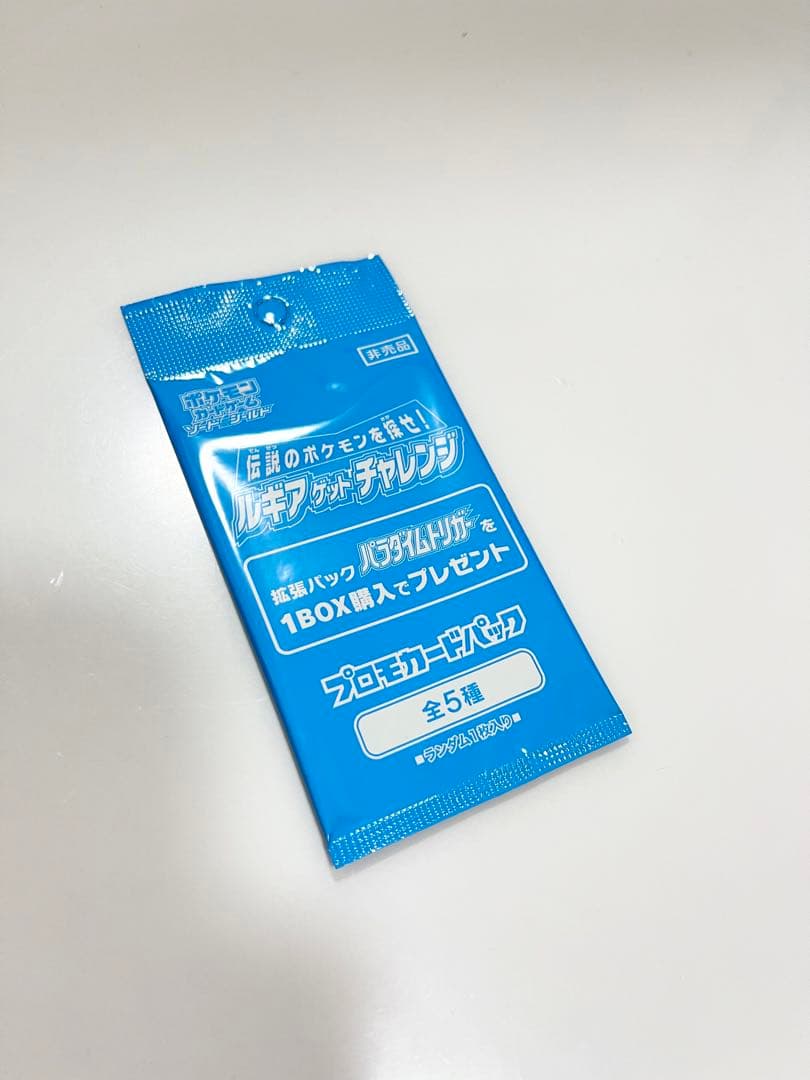 非売品
ポケモン
カードゲーム
ソード&シールド
伝説のポケモンを探せ!
ルギアゲットチャレンジ
拡張パック パラダイムトリガーを
1BOX購入でプレゼント
プロモカードパック
全5種
■ランダム1枚入り■